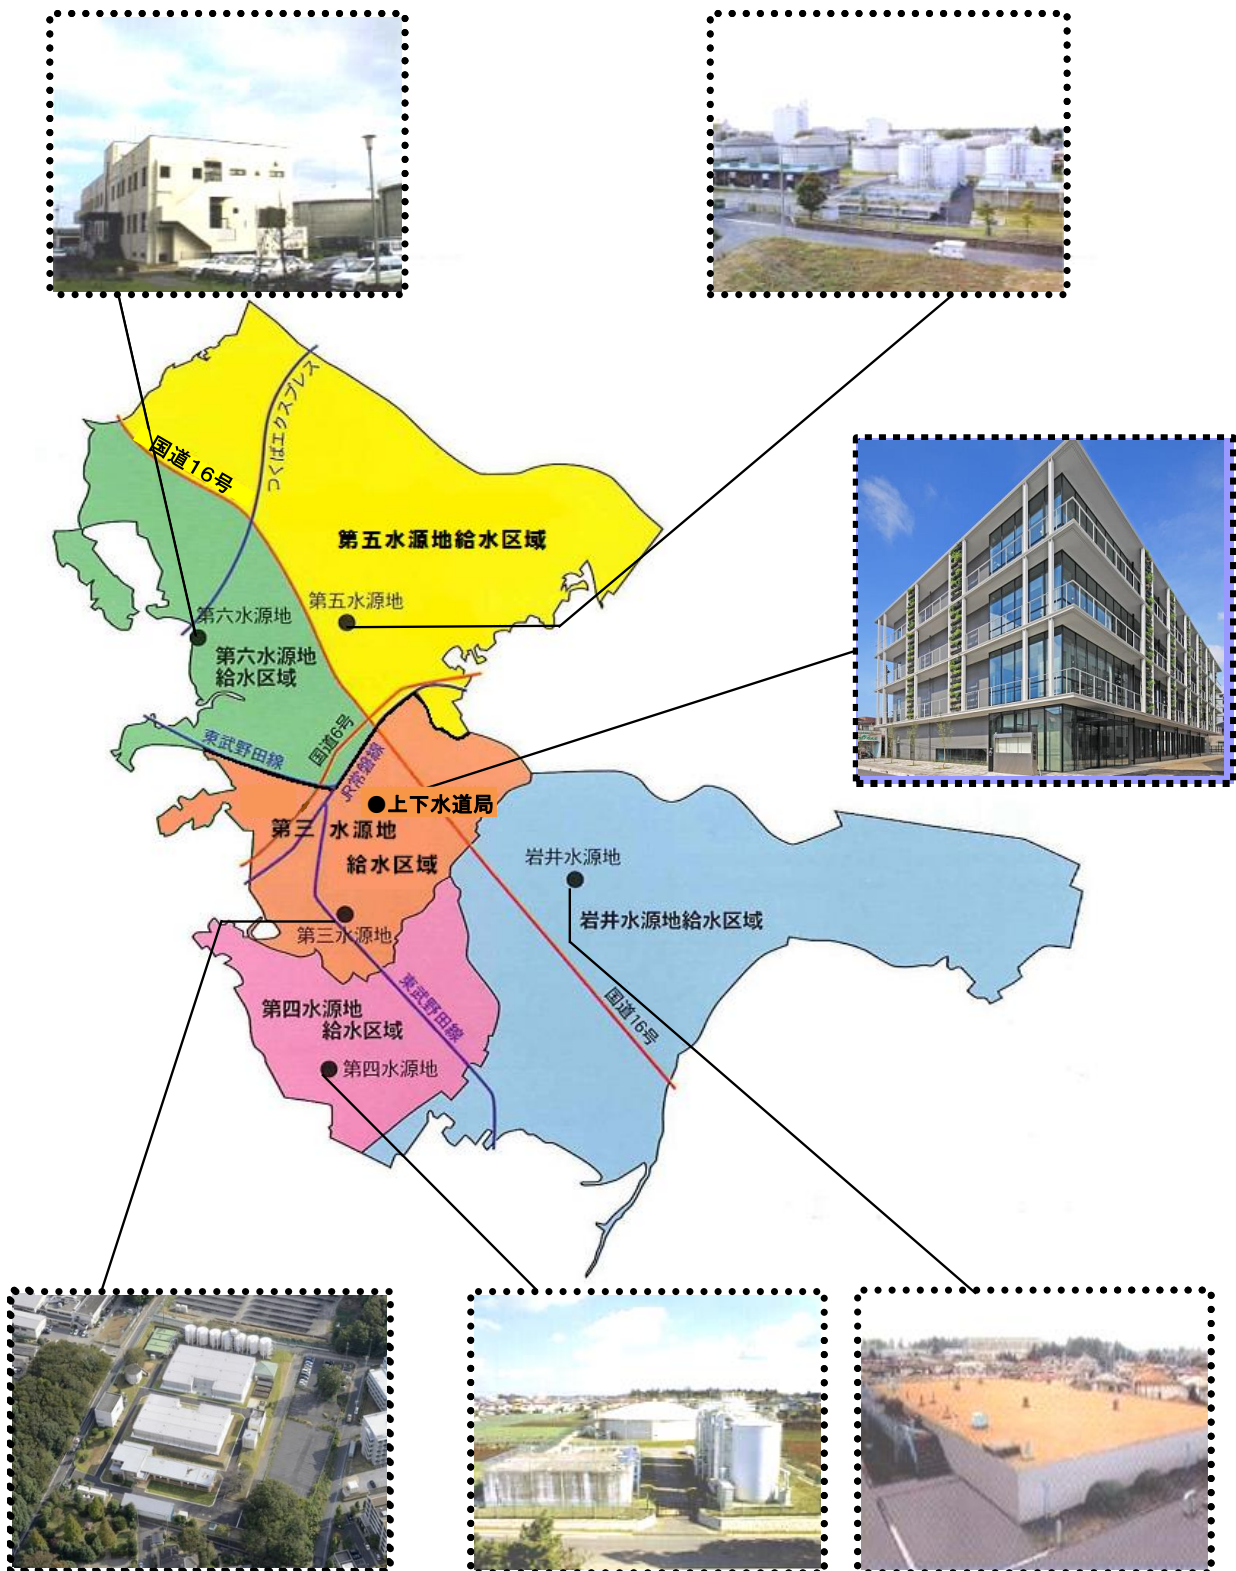 つくばエクスプレス
国道16号
第五水源地給水区域
第五水源地
第六水源地
第六水源地
給水区域
国道6号
東武野田線
JR常磐線
●上下水道局
第三 水源地
給水区域
岩井水源地
岩井水源地給水区域
第三水源地
東武野田線
国道16号
第四水源地
給水区域
第四水源地